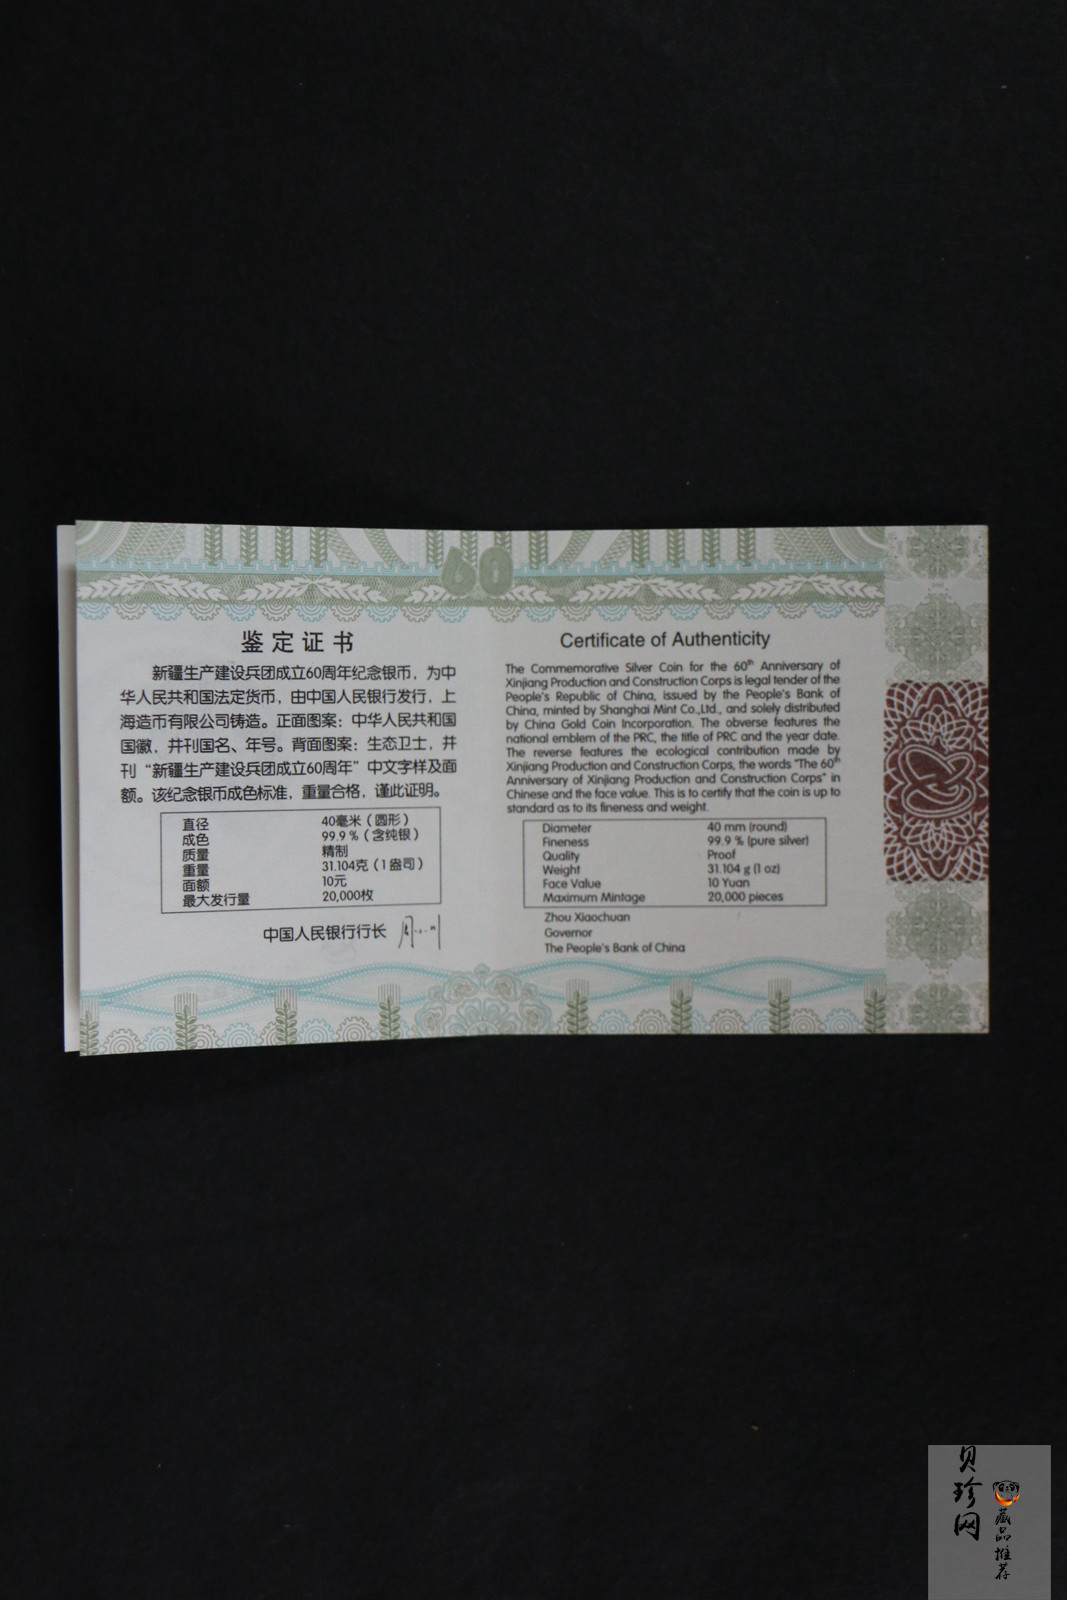 60
鉴定证书
新疆生产建设兵团成立60周年纪念银币，为中
华人民共和国法定货币，由中国人民银行发行，上
海造币有限公司铸造。正面图案：中华人民共和国
国徽，并刊国名、年号。背面图案：生态卫士，并
刊“新疆生产建设兵团成立60周年”中文字样及面
额。该纪念银币成色标准，重量合格，谨此证明。
直径 40毫米（圆形）
成色 99.9％（含纯银）
质量 精制
重量 31.104克（1盎司）
面额 10元
最大发行量 20,000枚
中国人民银行行长
Certificate of Authenticity
The Commemorative Silver Coin for the 60th Anniversary of
Xinjiang Production and Construction Corps is legal tender of the
People's Republic of China, issued by the People's Bank of
China, minted by Shanghai Mint Co.,Ltd., and solely distributed
by China Gold Coin Incorporation. The obverse features the
national emblem of the PRC, the title of PRC and the year date.
The reverse features the ecological contribution made by
Xinjiang Production and Construction Corps, the words "The 60th
Anniversary of Xinjiang Production and Construction Corps" in
Chinese and the face value. This is to certify that the coin is up to
standard as to its fineness and weight.
Diameter 40 mm (round)
Fineness 99.9 % (pure silver)
Quality Proof
Weight 31.104 g (1 oz)
Face Value 10 Yuan
Maximum Mintage 20,000 pieces
Zhou Xiaochuan
Governor
The People's Bank of China
贝珍网
藏品推荐